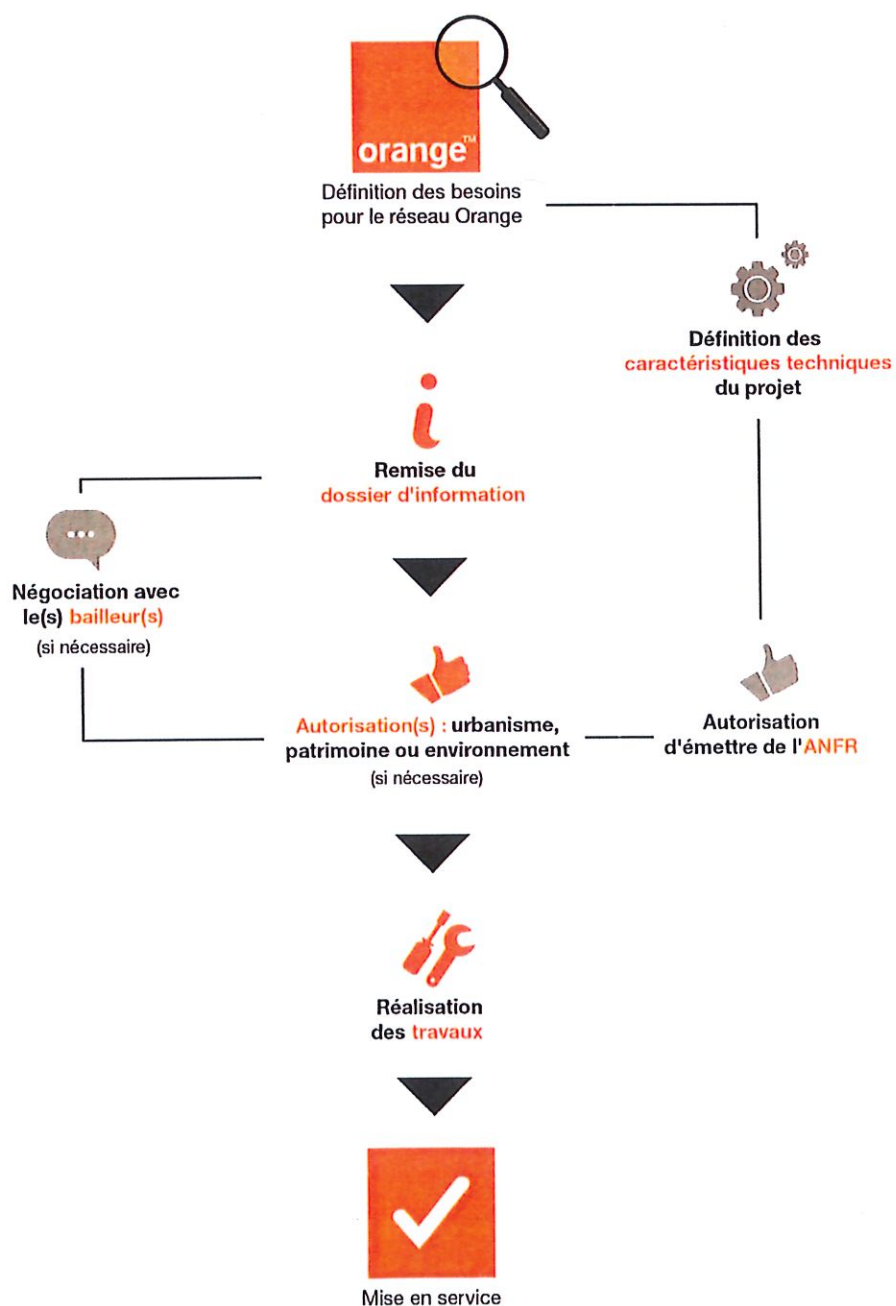 orange™
Définition des besoins
pour le réseau Orange
Définition des
caractéristiques techniques
du projet
Remise du
dossier d'information
Négociation avec
le(s) bailleur(s)
(si nécessaire)
Autorisation(s) : urbanisme,
patrimoine ou environnement
(si nécessaire)
Autorisation
d'émettre de l'ANFR
Réalisation
des travaux
Mise en service